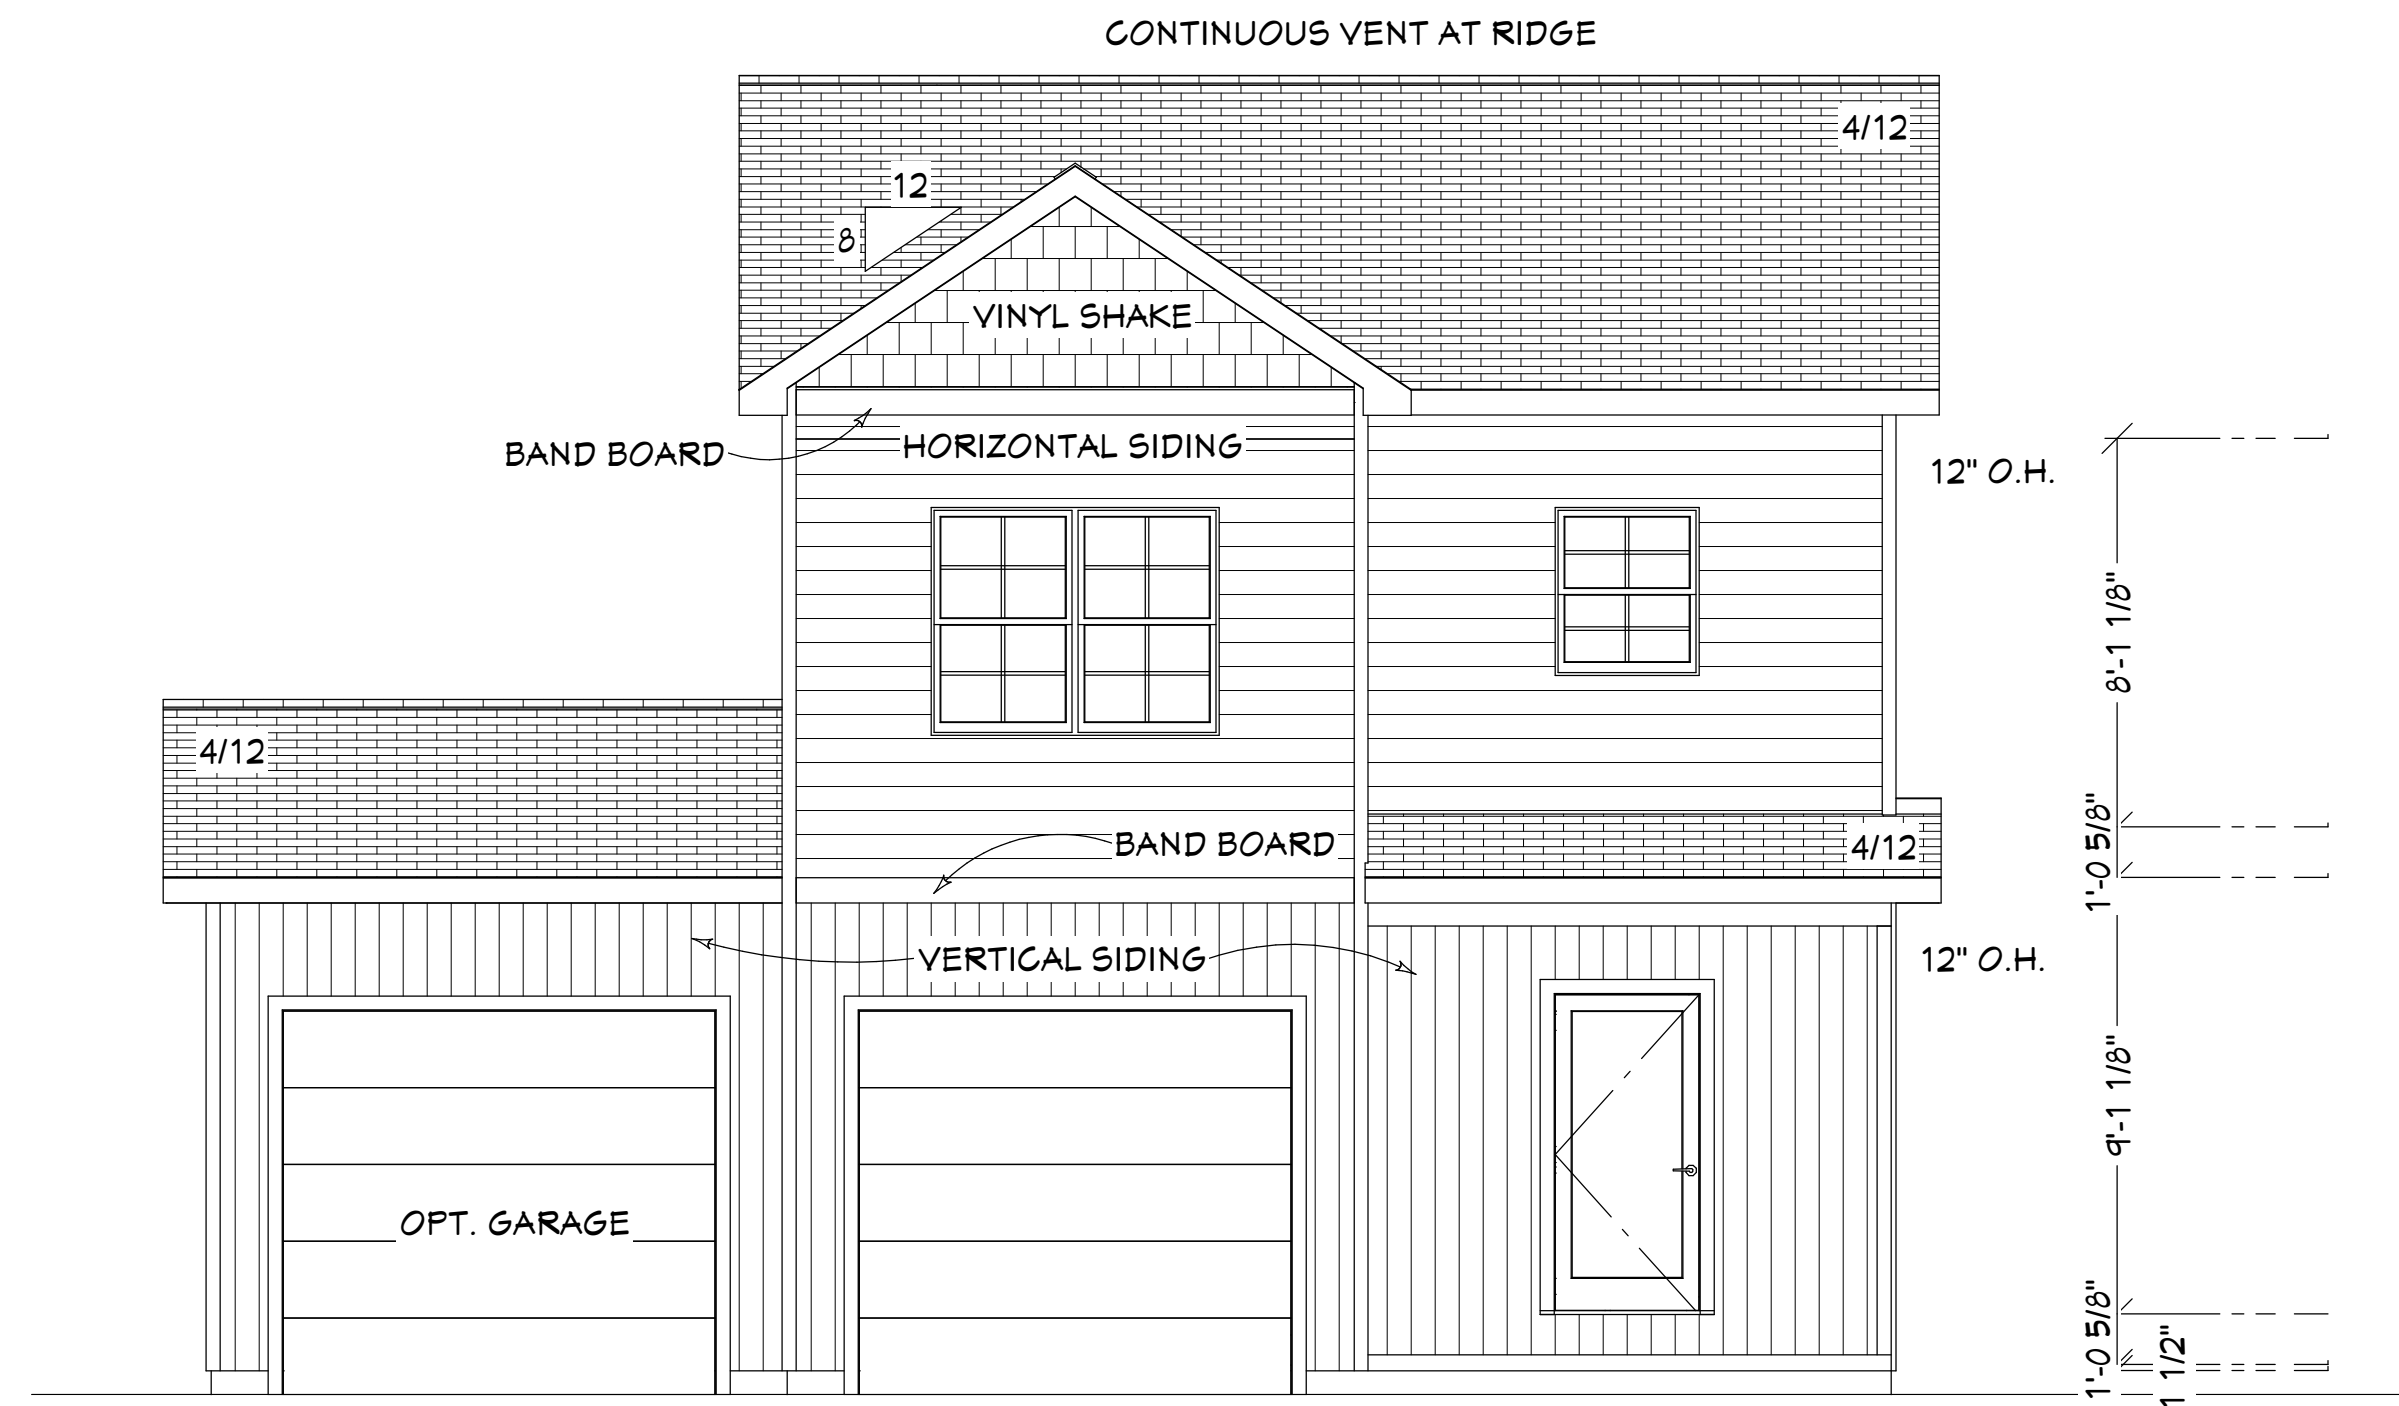 CONTINUOUS VENT AT RIDGE
4/12
12
8
VINYL SHAKE
BAND BOARD
HORIZONTAL SIDING
12" O.H.
8'-1 1/8"
4/12
1'-0 5/8"
BAND BOARD
4/12
VERTICAL SIDING
12" O.H.
9'-1 1/8"
OPT. GARAGE
1'-0 5/8"
1 1/2"